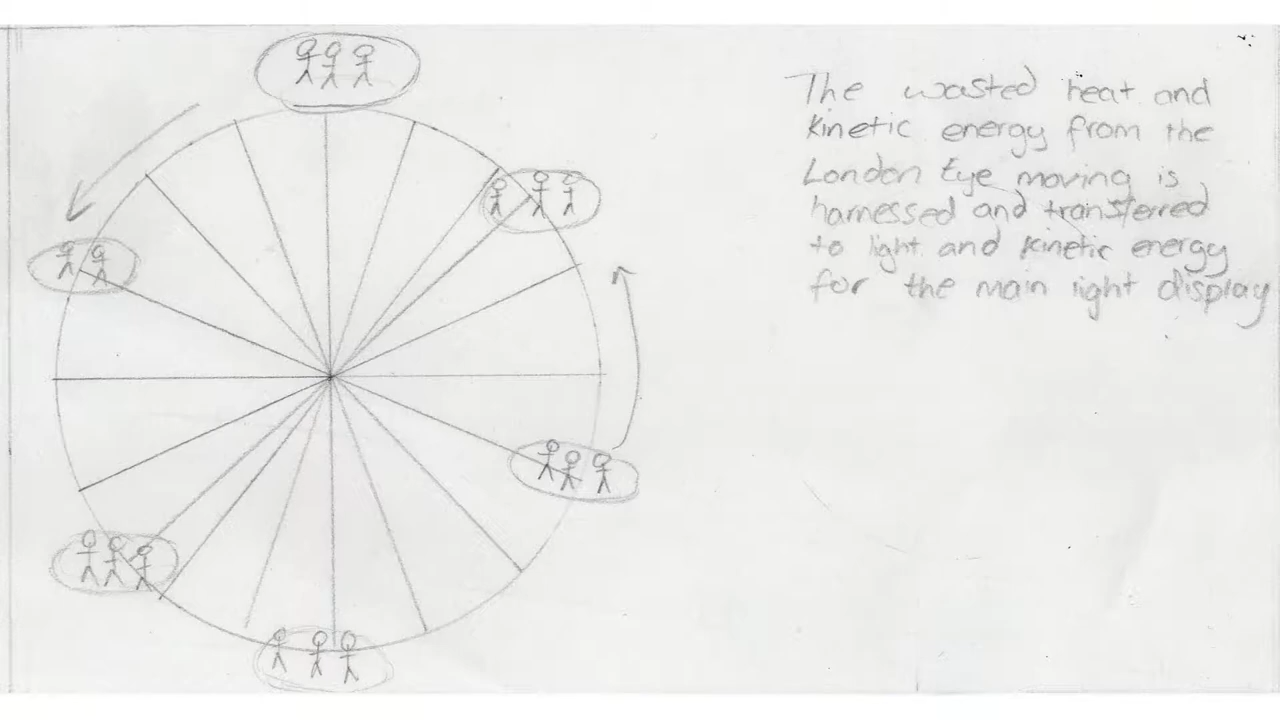 The wasted heat and
kinetic energy from the
London Eye moving is
harnessed and transferred
to light and kinetic energy
for the main light display